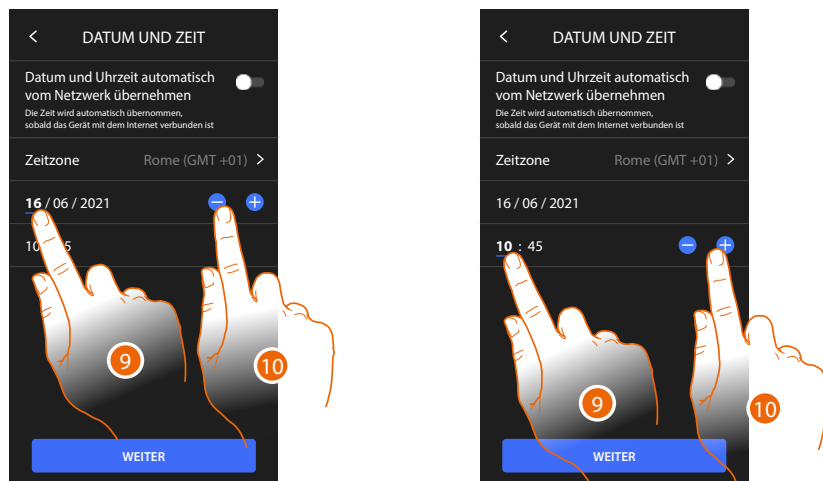 DATUM UND ZEIT
Datum und Uhrzeit automatisch
vom Netzwerk übernehmen
Die Zeit wird automatisch übernommen,
sobald das Gerät mit dem Internet verbunden ist
Zeitzone Rome (GMT +01)
16 / 06 / 2021
10 5
9
10
WEITER
DATUM UND ZEIT
Datum und Uhrzeit automatisch
vom Netzwerk übernehmen
Die Zeit wird automatisch übernommen,
sobald das Gerät mit dem Internet verbunden ist
Zeitzone Rome (GMT +01)
16 / 06 / 2021
10 : 45
9
10
WEITER